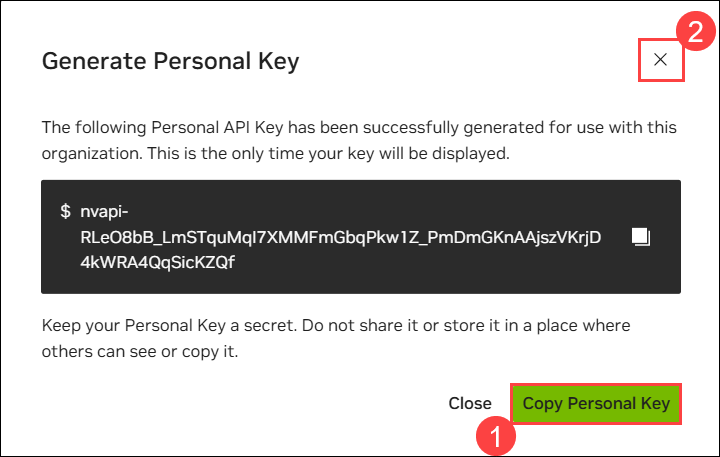 2
Generate Personal Key
The following Personal API Key has been successfully generated for use with this
organization. This is the only time your key will be displayed.
$ nvapi-
RLeO8bB_LmSTquMqI7XMMFmGbqPkw1Z_PmDmGKnAAjszVKrjD
4kWRA4QqSicKZQf
Keep your Personal Key a secret. Do not share it or store it in a place where
others can see or copy it.
Close
Copy Personal Key
1